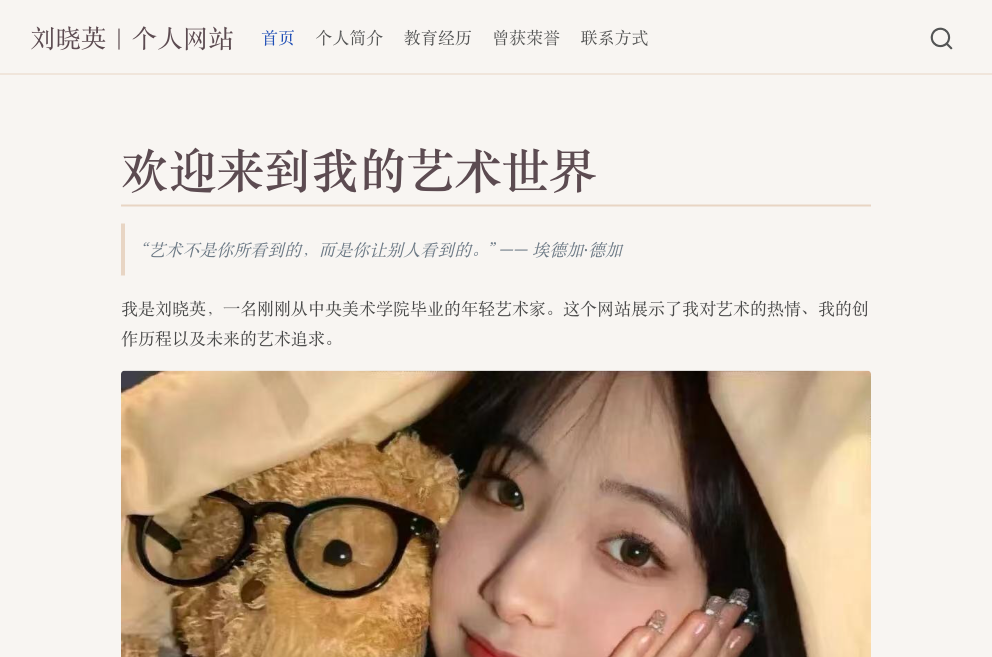 刘晓英 | 个人网站 首页 个人简介 教育经历 曾获荣誉 联系方式
欢迎来到我的艺术世界
“艺术不是你所看到的，而是你让别人看到的。” —— 埃德加·德加
我是刘晓英，一名刚刚从中央美术学院毕业的年轻艺术家。这个网站展示了我对艺术的热情、我的创
作历程以及未来的艺术追求。